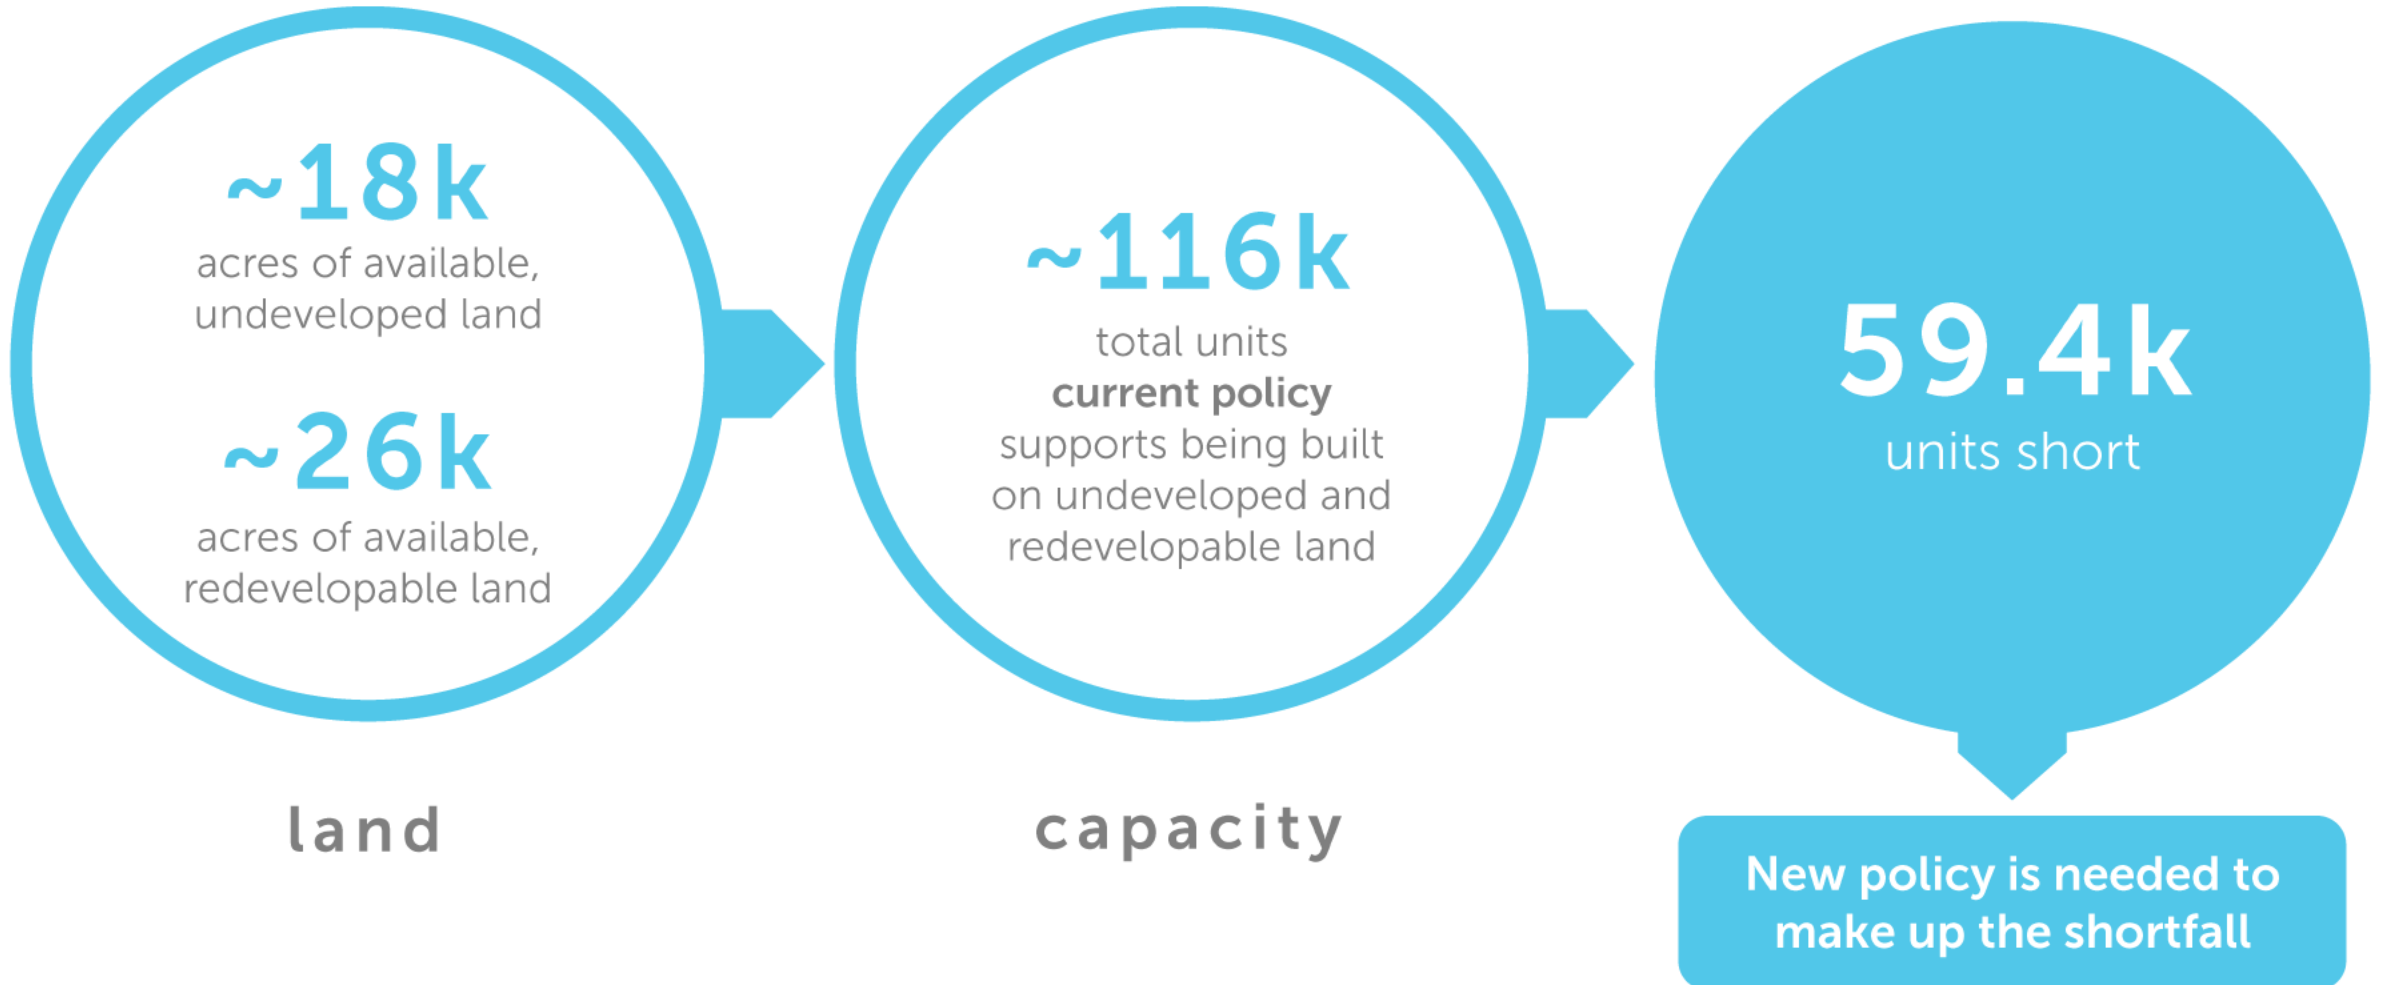 ~18k
acres of available,
undeveloped land
~26k
acres of available,
redevelopable land
land
~116k
total units
current policy
supports being built
on undeveloped and
redevelopable land
capacity
59.4k
units short
New policy is needed to
make up the shortfall